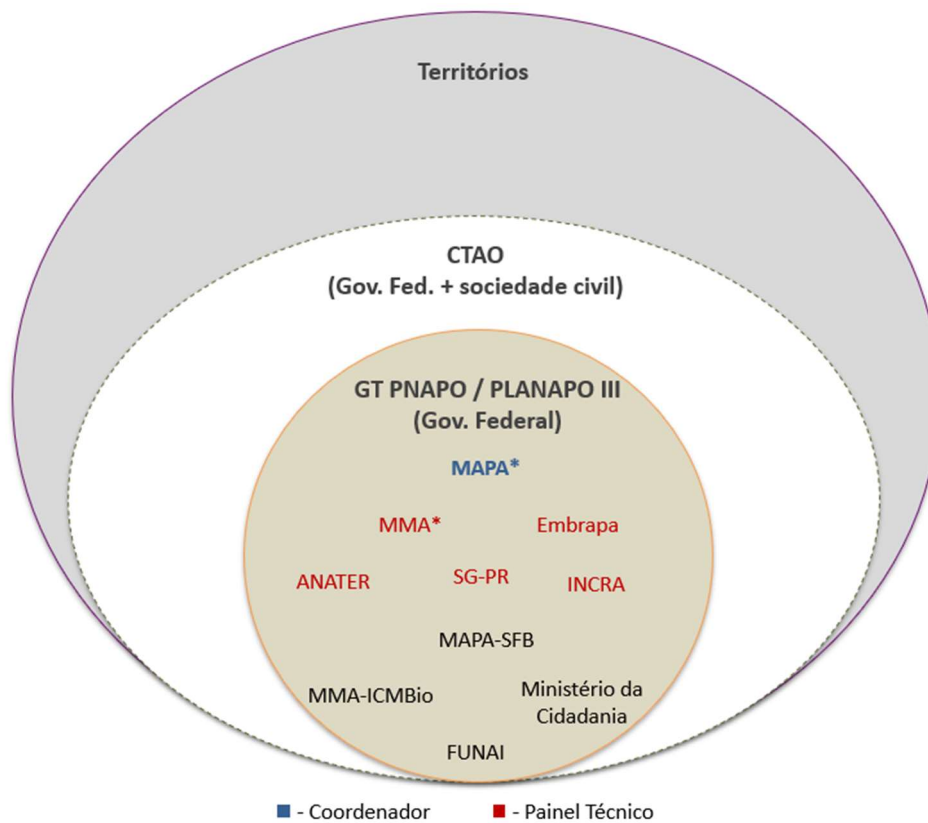 Territórios
CTAO
(Gov. Fed. + sociedade civil)
GT PNAPO / PLANAPO III
(Gov. Federal)
MAPA*
MMA*
Embrapa
ANATER
SG-PR
INCRA
MAPA-SFB
MMA-ICMBio
Ministério da
Cidadania
FUNAI
- Coordenador
- Painel Técnico